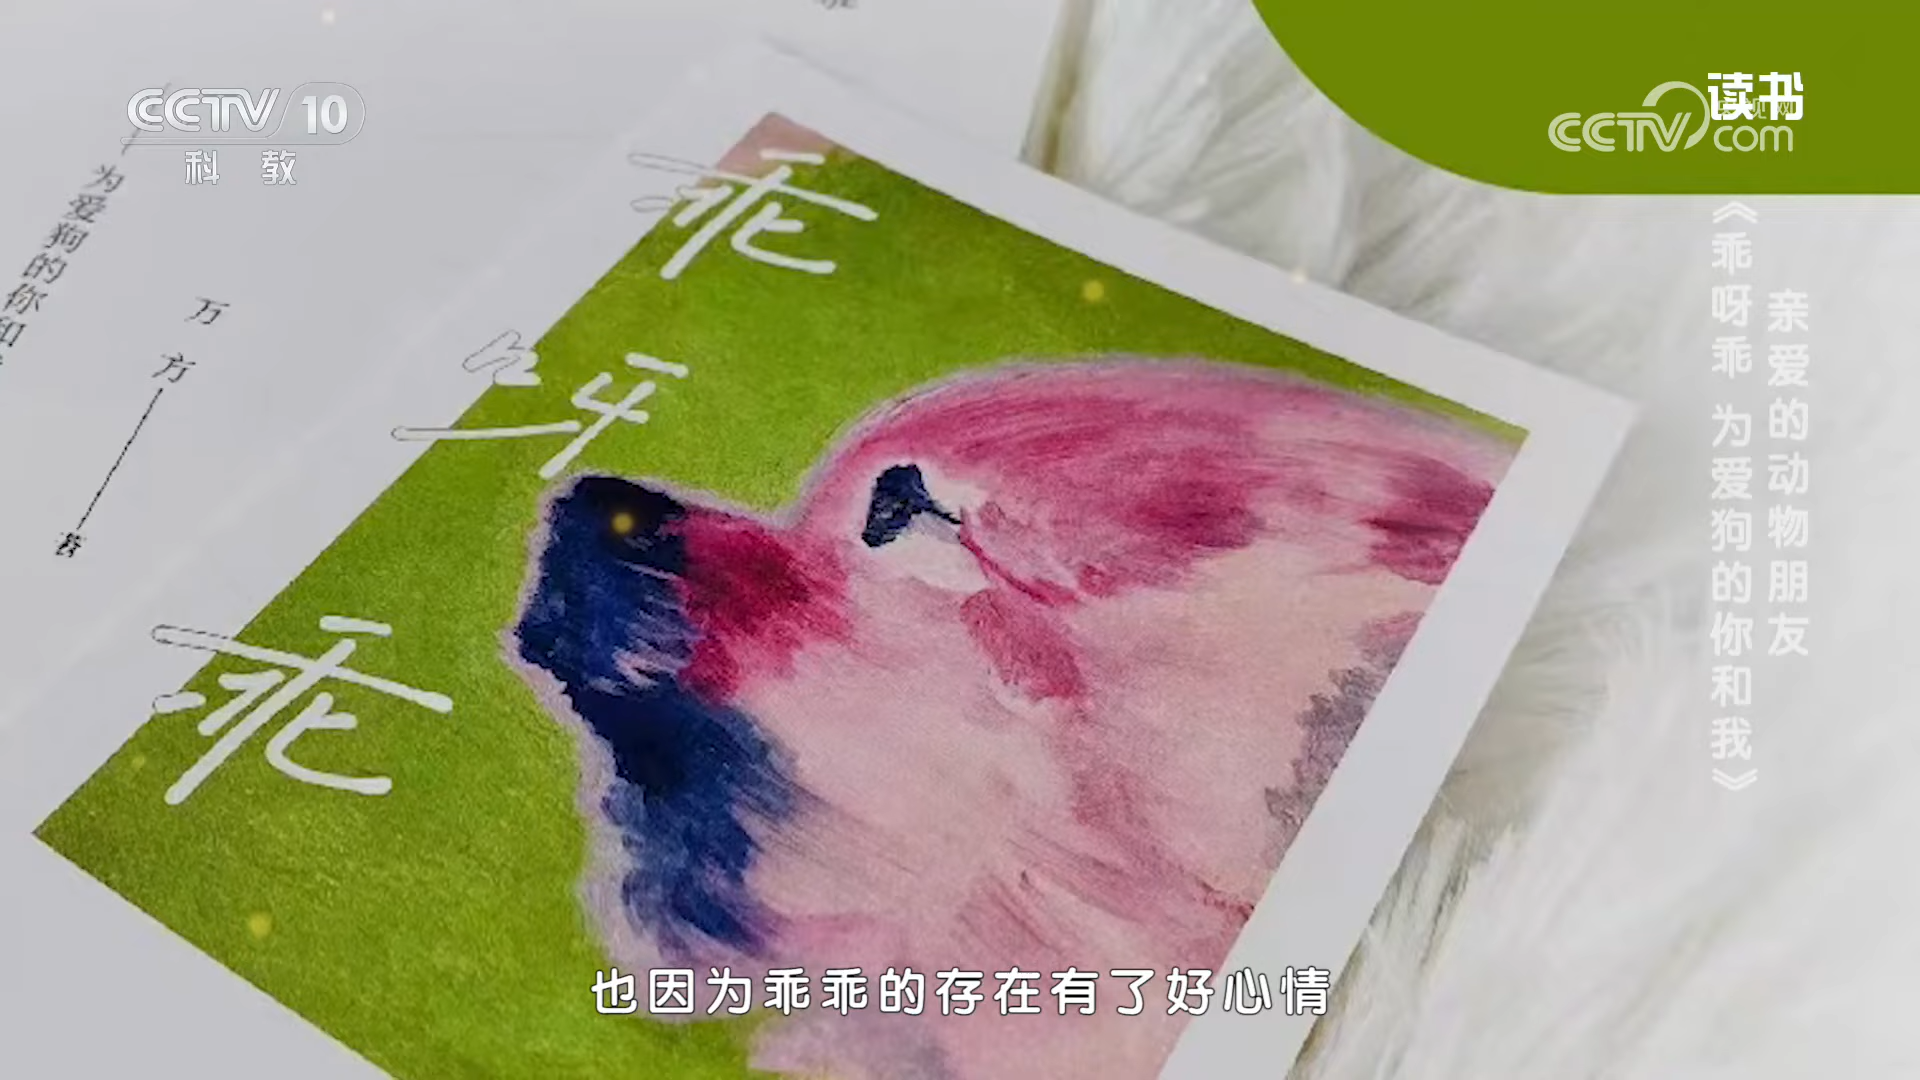 CCTV 10
科教
读书
CCTV.com
亲爱的动物朋友
《乖呀乖 为爱狗的你和我》
乖
呀
乖
为爱狗的你和
万方
著
也因为乖乖的存在有了好心情